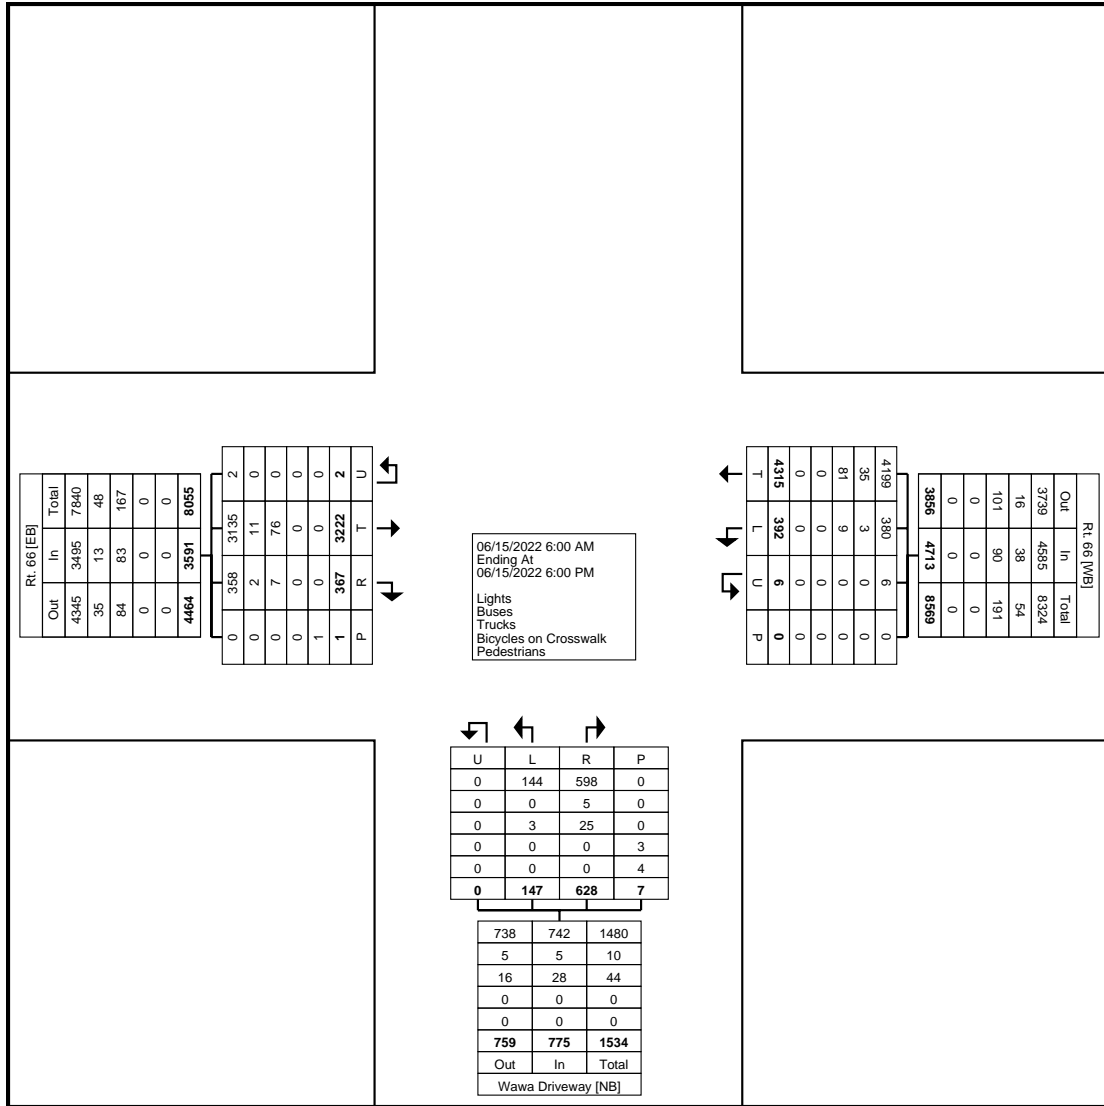 U T R P
2 3222 367 1
0 0 0 1
0 0 0 0
0 76 7 0
0 11 2 0
2 3135 358 0
8055 3591 4464
0 0 0
0 0 0
167 83 84
48 13 35
7840 3495 4345
Total In Out
Rt. 66 [EB]
06/15/2022 6:00 AM
Ending At
06/15/2022 6:00 PM
Lights
Buses
Trucks
Bicycles on Crosswalk
Pedestrians
Rt. 66 [WB]
Out In Total
3739 4585 8324
16 38 54
101 90 191
0 0 0
0 0 0
3856 4713 8569
4199 380 6 0
35 3 0 0
81 9 0 0
0 0 0 0
0 0 0 0
4315 392 6 0
T L U P
U L R P
0 144 598 0
0 0 5 0
0 3 25 0
0 0 0 3
0 0 0 4
0 147 628 7
738 742 1480
5 5 10
16 28 44
0 0 0
0 0 0
759 775 1534
Out In Total
Wawa Driveway [NB]